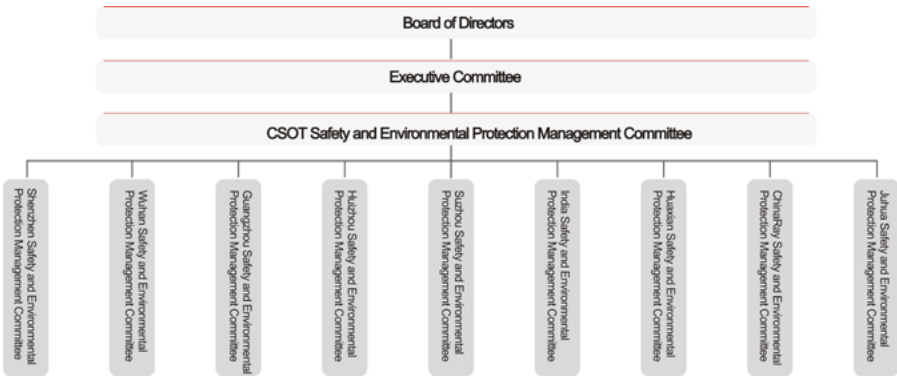 Board of Directors
Executive Committee
CSOT Safety and Environmental Protection Management Committee
Shenzhen Safety and Environmental
Protection Management Committee
Wuhan Safety and Environmental
Protection Management Committee
Guangzhou Safety and Environmental
Protection Management Committee
Huizhou Safety and Environmental
Protection Management Committee
Suzhou Safety and Environmental
Protection Management Committee
India Safety and Environmental
Protection Management Committee
Huaxian Safety and Environmental
Protection Management Committee
ChinaRay Safety and Environmental
Protection Management Committee
Juhua Safety and Environmental
Protection Management Committee